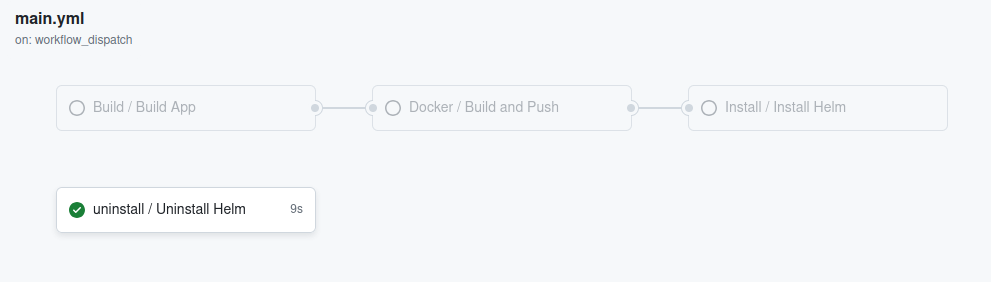 main.yml
on: workflow_dispatch
Build / Build App
Docker / Build and Push
Install / Install Helm
uninstall / Uninstall Helm
9s